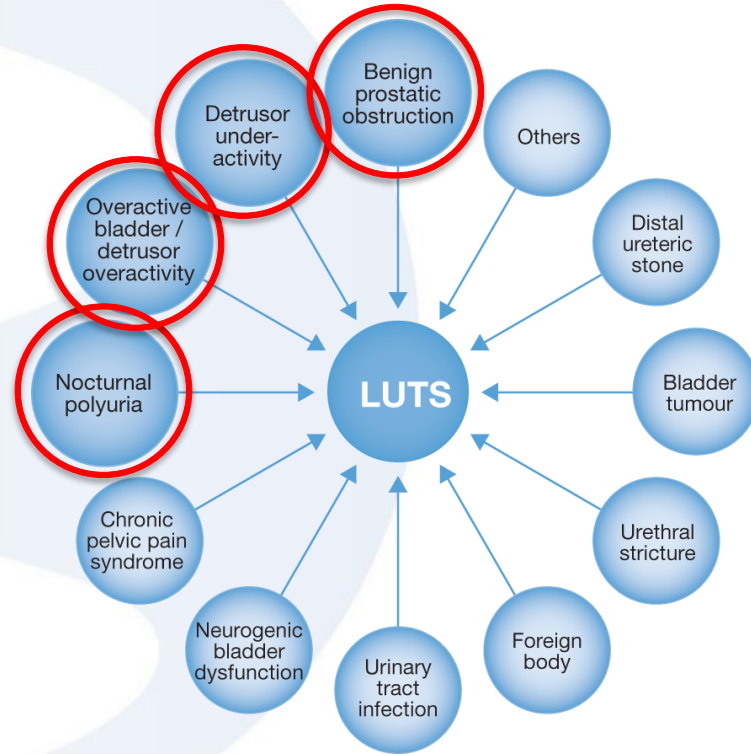 Benign
prostatic
obstruction
Others
Distal
ureteric
stone
Bladder
tumour
Urethral
stricture
Foreign
body
Urinary
tract
infection
Neurogenic
bladder
dysfunction
Chronic
pelvic pain
syndrome
Nocturnal
polyuria
Overactive
bladder /
detrusor
overactivity
Detrusor
under-
activity
LUTS